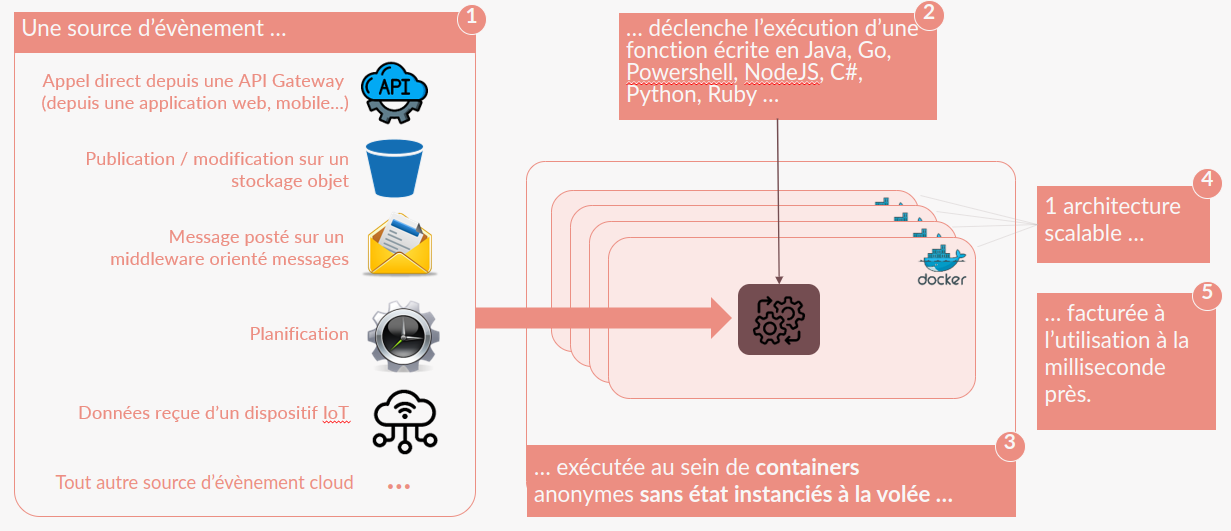 Une source d’évènement ...
1
Appel direct depuis une API Gateway
(depuis une application web, mobile...)
API
Publication / modification sur un
stockage objet
Message posté sur un
middleware orienté messages
Planification
Données reçue d’un dispositif IoT
Tout autre source d’évènement cloud
...
2
... déclenche l’exécution d’une
fonction écrite en Java, Go,
Powershell, NodeJS, C#,
Python, Ruby ...
docker
3
... exécutée au sein de containers
anonymes sans état instanciés à la volée ...
4
1 architecture
scalable ...
5
... facturée à
l’utilisation à la
milliseconde
près.